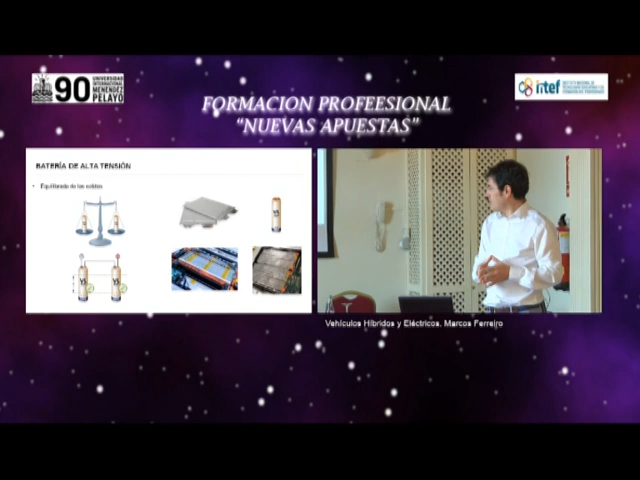 90
UNIVERSIDAD
INTERNACIONAL
MENÉNDEZ
PELAYO
intef
FORMACION PROFEESIONAL
“NUEVAS APUESTAS”
BATERÍA DE ALTA TENSIÓN
• Equilibrado de las celdas
Vehículos Híbridos y Eléctricos. Marcos Ferreiro